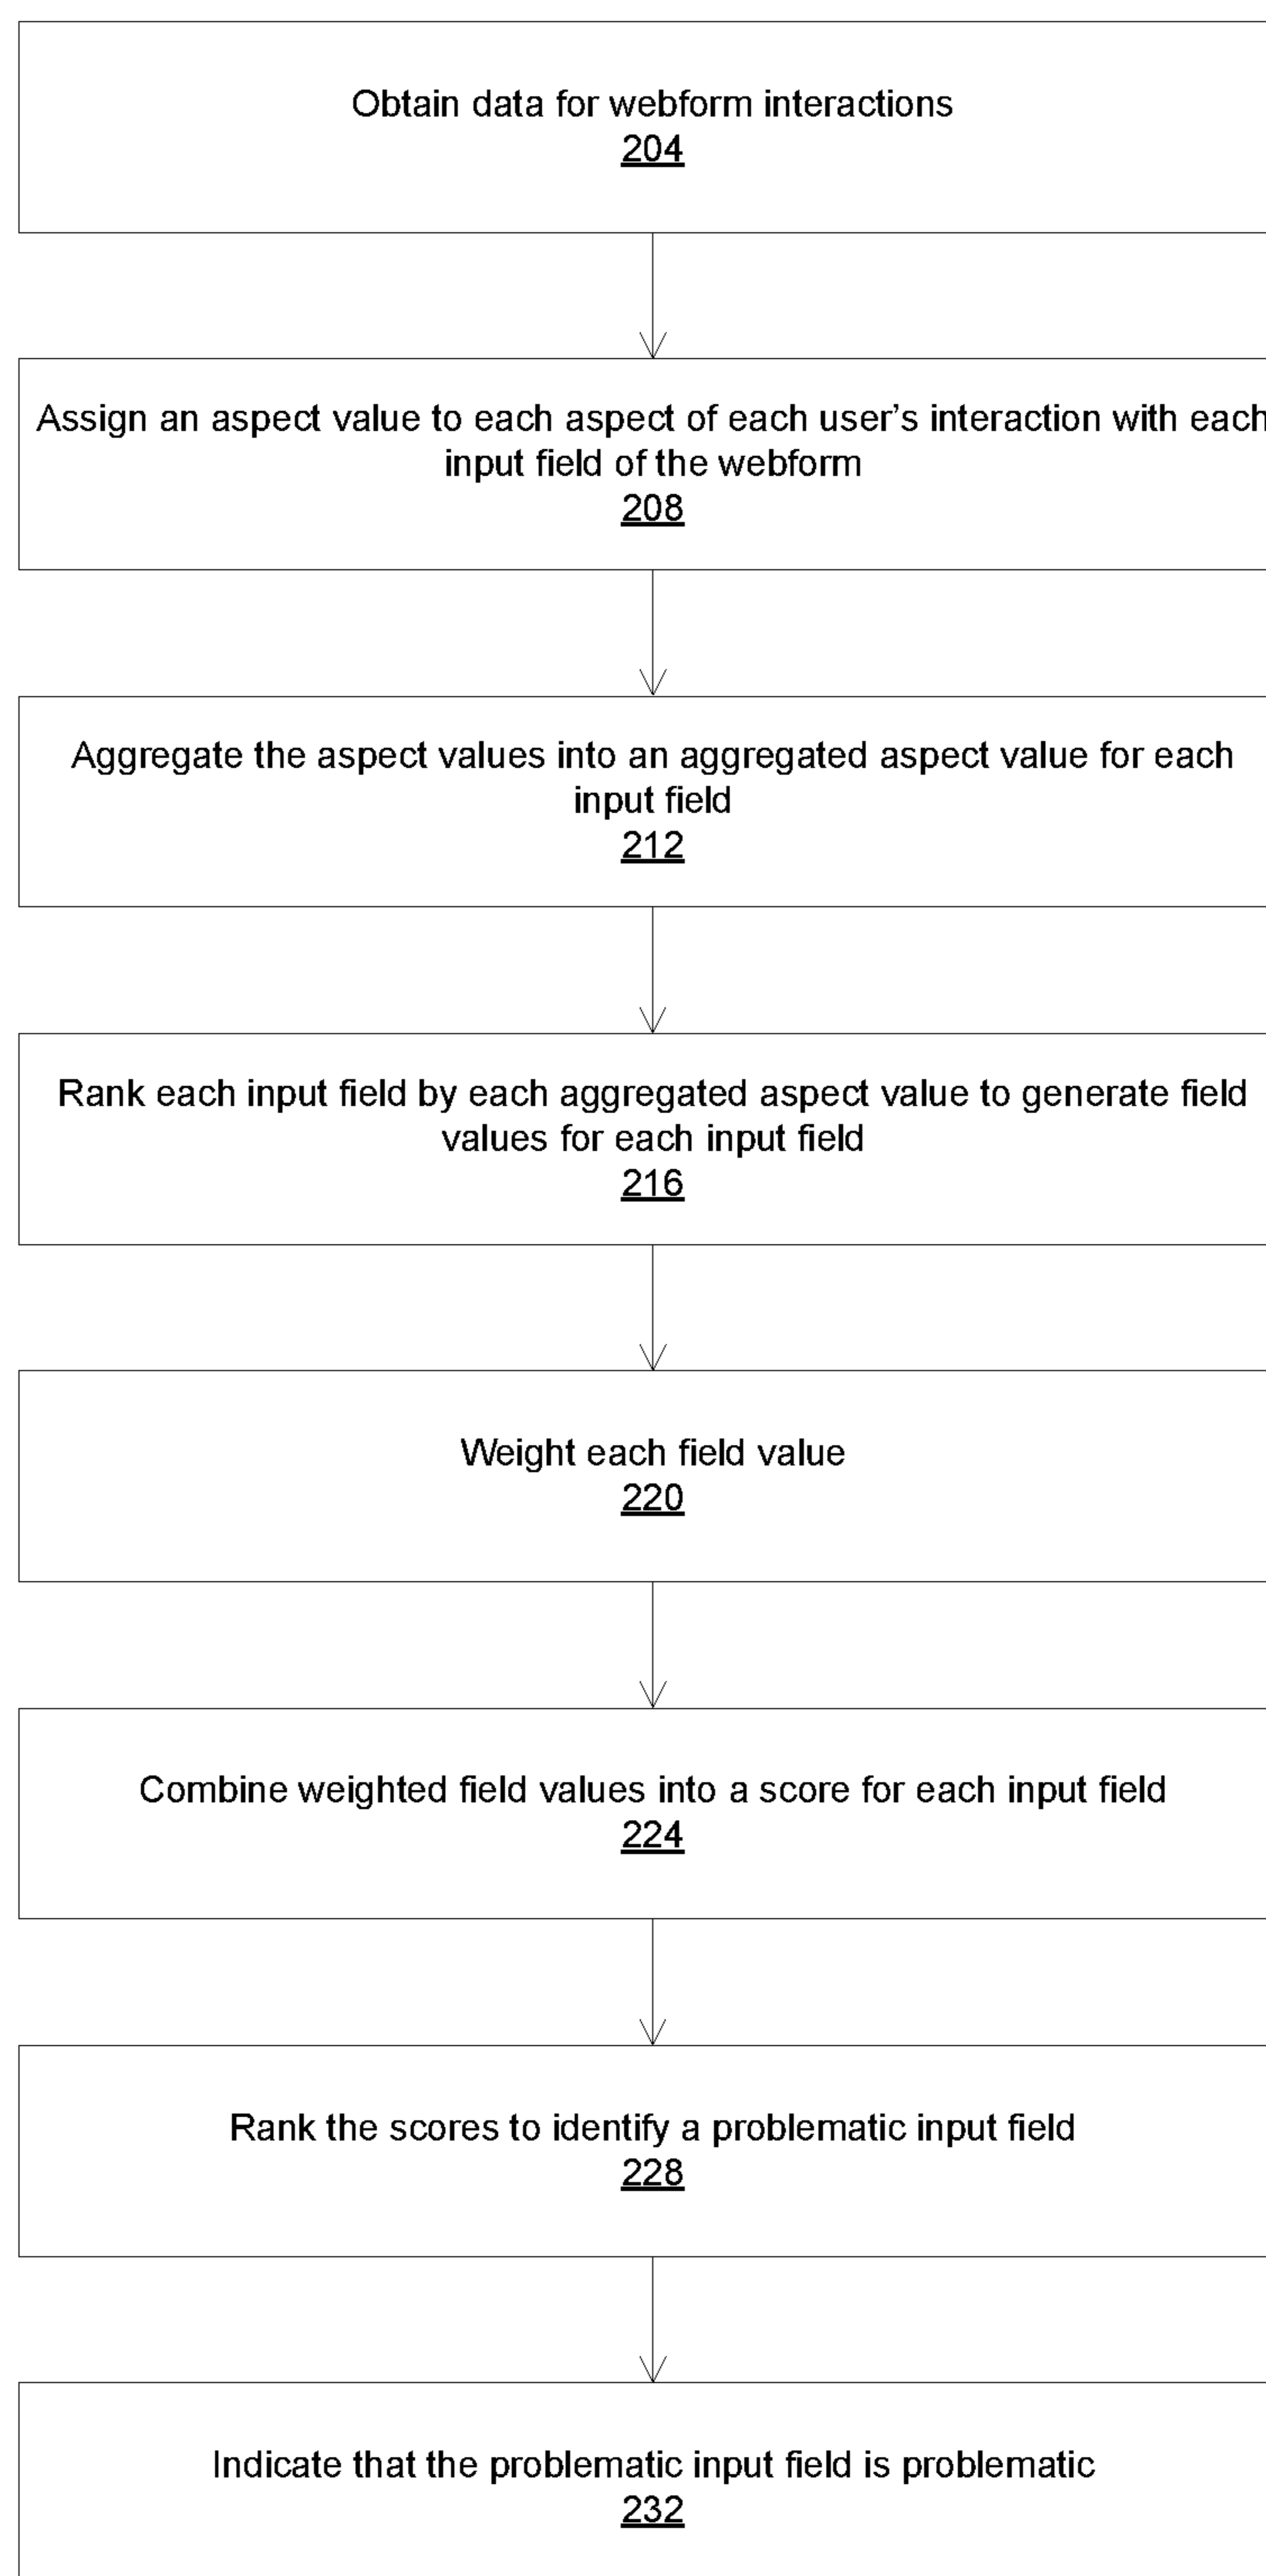 Obtain data for webform interactions
204
Assign an aspect value to each aspect of each user’s interaction with each
input field of the webform
208
Aggregate the aspect values into an aggregated aspect value for each
input field
212
Rank each input field by each aggregated aspect value to generate field
values for each input field
216
Weight each field value
220
Combine weighted field values into a score for each input field
224
Rank the scores to identify a problematic input field
228
Indicate that the problematic input field is problematic
232